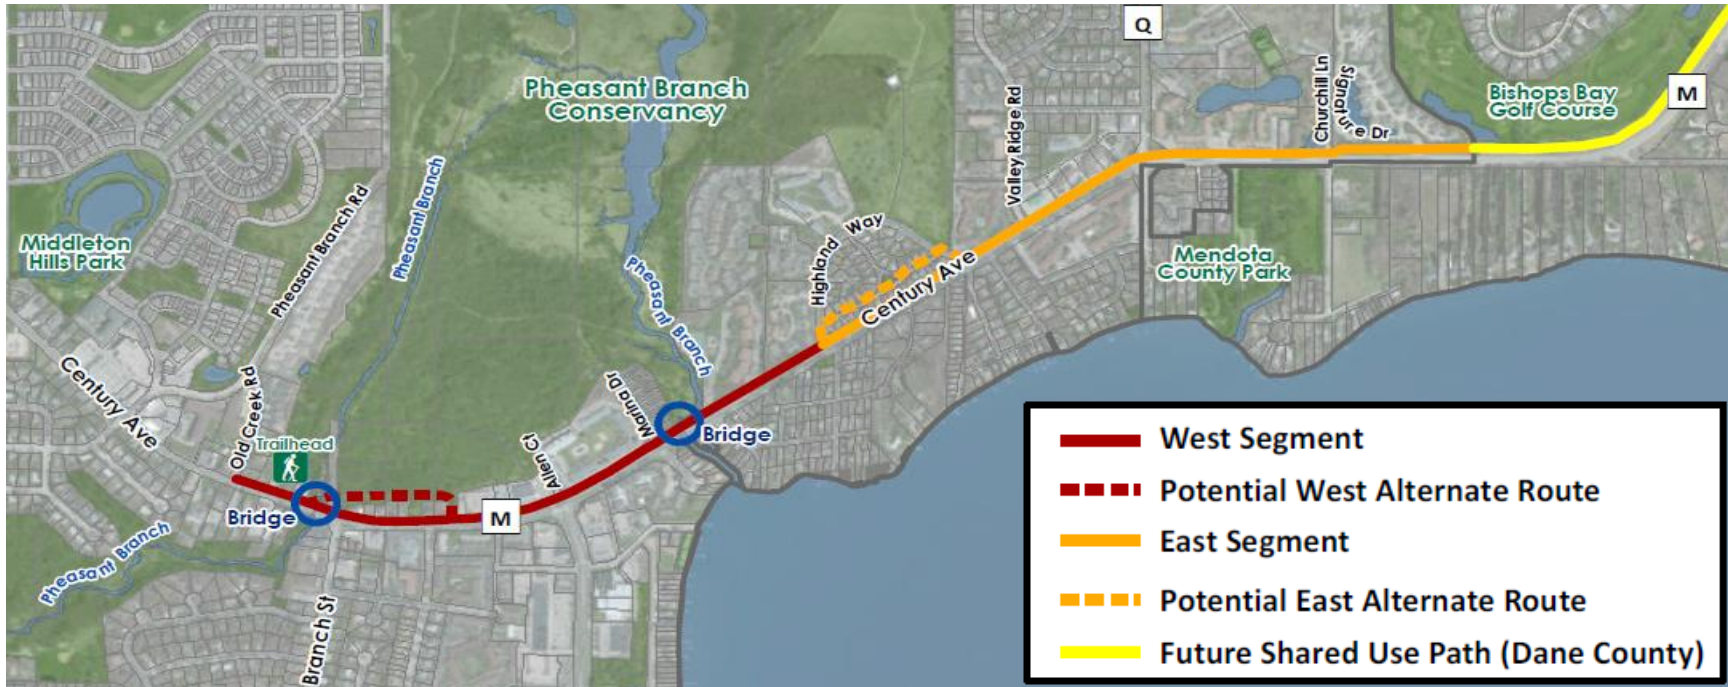 Q
Pheasant Branch
Conservancy
Valley Ridge Rd
Churchill Ln
Signature Dr
Bishops Bay
Golf Course
M
Middleton
Hills Park
Pheasant Branch Rd
Pheasant Branch
Pheasant Branch
Highland Way
Century Ave
Mendota
County Park
Century Ave
Old Creek Rd
Trailhead
Bridge
Allen Ct
Marina Dr
Bridge
M
Pheasant Branch
Branch St
West Segment
Potential West Alternate Route
East Segment
Potential East Alternate Route
Future Shared Use Path (Dane County)